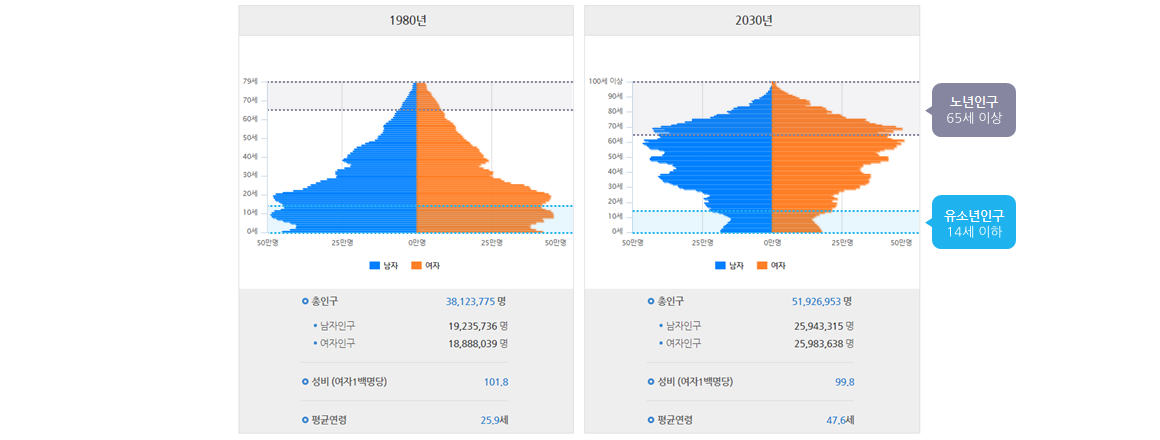 1980년
79세
70세
60세
50세
40세
30세
20세
10세
0세
50만명 25만명 0만명 25만명 50만명
남자 여자
총인구 38,123,775 명
남자인구 19,235,736 명
여자인구 18,888,039 명
성비 (여자1백명당) 101.8
평균연령 25.9세
2030년
100세 이상
90세
80세
70세
60세
50세
40세
30세
20세
10세
0세
50만명 25만명 0만명 25만명 50만명
남자 여자
총인구 51,926,953 명
남자인구 25,943,315 명
여자인구 25,983,638 명
성비 (여자1백명당) 99.8
평균연령 47.6세
노년인구
65세 이상
유소년인구
14세 이하